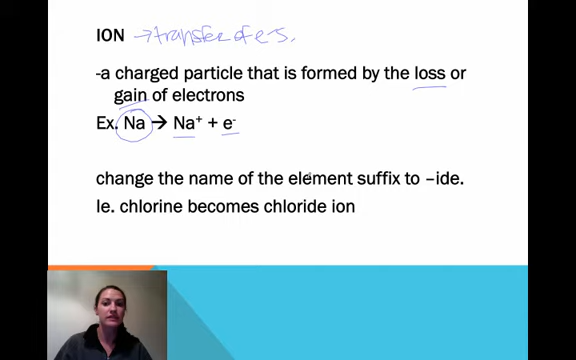 ION →transfer of e-s.
-a charged particle that is formed by the loss or
gain of electrons
Ex. Na → Na⁺ + e⁻
change the name of the element suffix to –ide.
Ie. chlorine becomes chloride ion